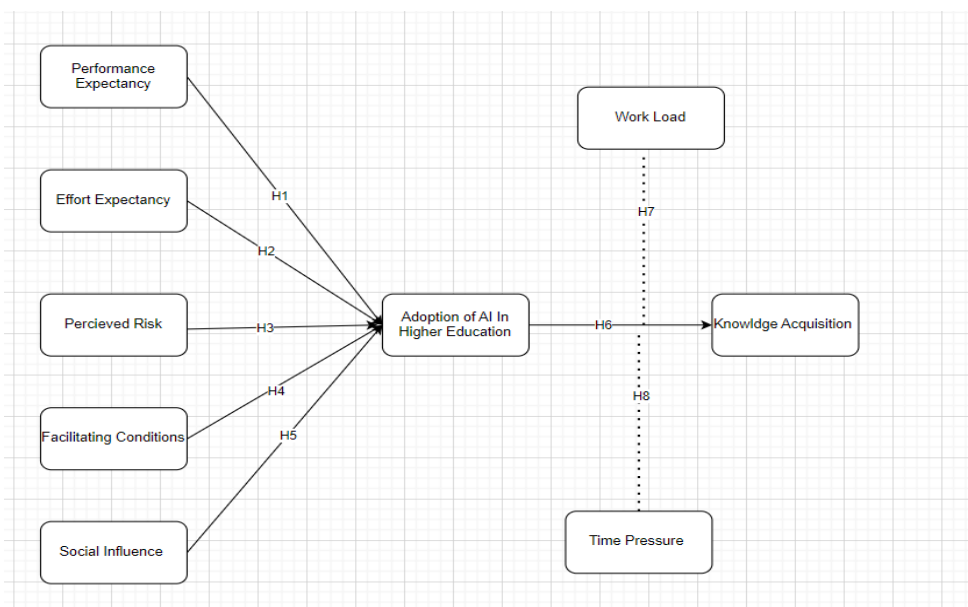 Performance
Expectancy
Work Load
Effort Expectancy
H1
H7
H2
Percieved Risk
H3
Adoption of AI In
Higher Education
H6
Knowldge Acquisition
H4
H8
Facilitating Conditions
H5
Social Influence
Time Pressure